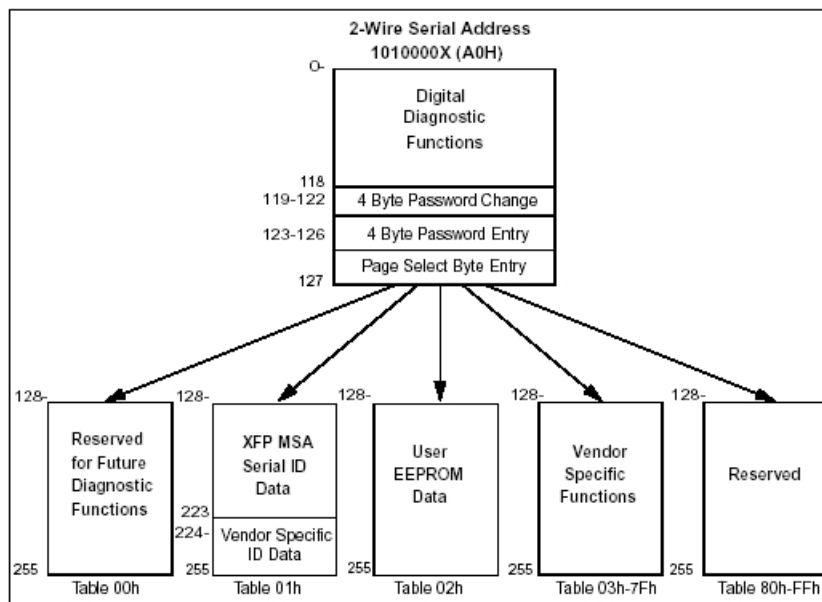 2-Wire Serial Address
1010000X (A0H)
O-
Digital
Diagnostic
Functions
118
119-122
4 Byte Password Change
123-126
4 Byte Password Entry
Page Select Byte Entry
127
128-
Reserved
for Future
Diagnostic
Functions
255
Table 00h
128-
XFP MSA
Serial ID
Data
223
224-
Vendor Specific
ID Data
255
Table 01h
128-
User
EEPROM
Data
255
Table 02h
128-
Vendor
Specific
Functions
255
Table 03h-7Fh
128-
Reserved
255
Table 80h-FFh